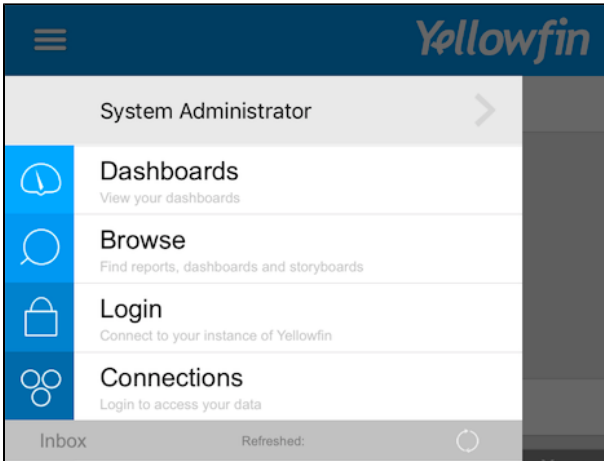 Yellowfin
System Administrator
Dashboards
View your dashboards
Browse
Find reports, dashboards and storyboards
Login
Connect to your instance of Yellowfin
Connections
Login to access your data
Inbox
Refreshed: